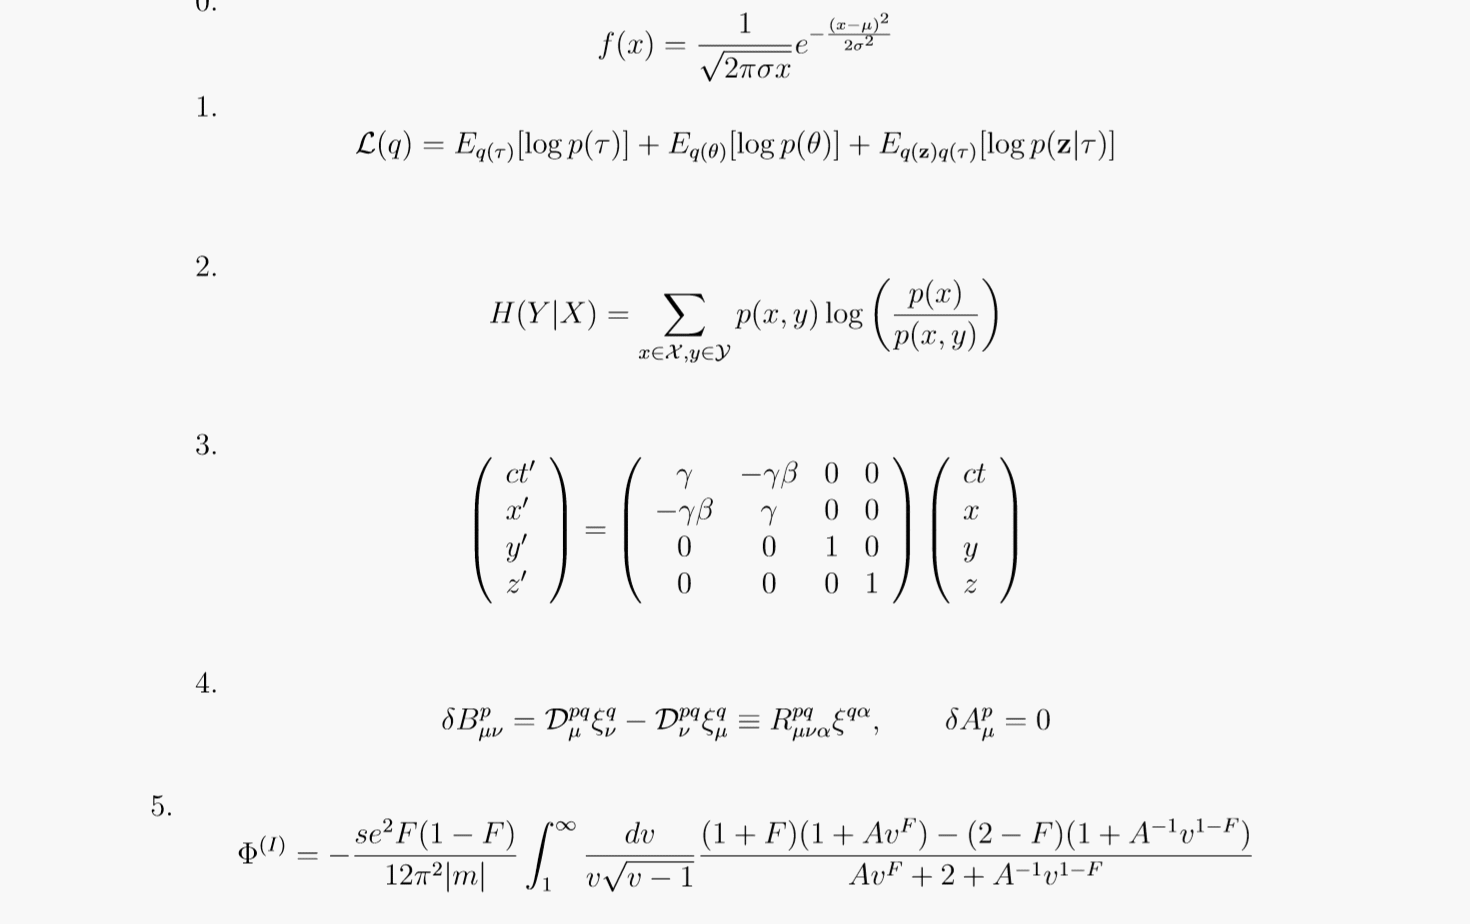 0.
f(x) = \frac{1}{\sqrt{2\pi\sigma x}} e^{-\frac{(x-\mu)^2}{2\sigma^2}}
1.
\mathcal{L}(q) = E_{q(\tau)}[\log p(\tau)] + E_{q(\theta)}[\log p(\theta)] + E_{q(\mathbf{z})q(\tau)}[\log p(\mathbf{z}|\tau)]
2.
H(Y|X) = \sum_{x\in\mathcal{X},y\in\mathcal{Y}} p(x,y) \log \left( \frac{p(x)}{p(x,y)} \right)
3.
\begin{pmatrix} ct' \\ x' \\ y' \\ z' \end{pmatrix} = \begin{pmatrix} \gamma & -\gamma\beta & 0 & 0 \\ -\gamma\beta & \gamma & 0 & 0 \\ 0 & 0 & 1 & 0 \\ 0 & 0 & 0 & 1 \end{pmatrix} \begin{pmatrix} ct \\ x \\ y \\ z \end{pmatrix}
4.
\delta B^{p}_{\mu\nu} = \mathcal{D}^{pq}_{\mu} \xi^{q}_{\nu} - \mathcal{D}^{pq}_{\nu} \xi^{q}_{\mu} \equiv R^{pq}_{\mu\nu\alpha} \xi^{q\alpha}, \qquad \delta A^{p}_{\mu} = 0
5.
\Phi^{(I)} = -\frac{se^2F(1-F)}{12\pi^2|m|} \int_1^\infty \frac{dv}{v\sqrt{v-1}} \frac{(1+F)(1+Av^F)-(2-F)(1+A^{-1}v^{1-F})}{Av^F+2+A^{-1}v^{1-F}}